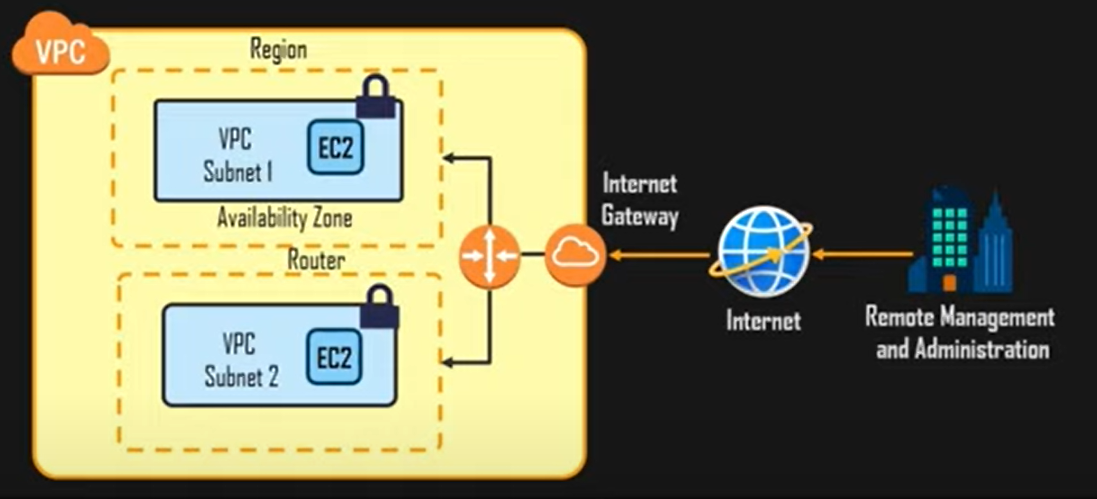 VPC
Region
VPC
Subnet 1
EC2
Availability Zone
Router
VPC
Subnet 2
EC2
Internet
Gateway
Internet
Remote Management
and Administration